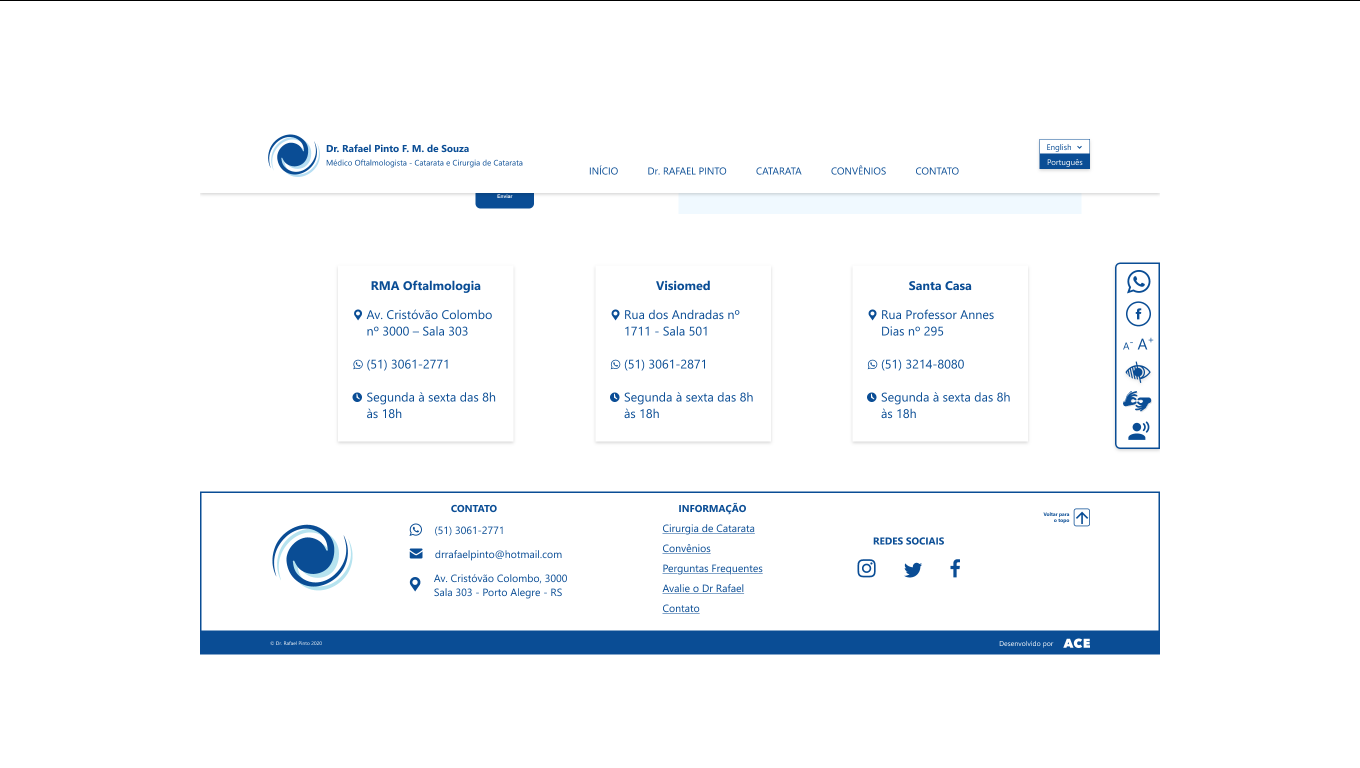 Dr. Rafael Pinto F. M. de Souza
Médico Oftalmologista - Catarata e Cirurgia de Catarata
INÍCIO Dr. RAFAEL PINTO CATARATA CONVÊNIOS CONTATO
English
Português
Enviar
RMA Oftalmologia
Av. Cristóvão Colombo
nº 3000 – Sala 303
(51) 3061-2771
Segunda à sexta das 8h
às 18h
Visiomed
Rua dos Andradas nº
1711 - Sala 501
(51) 3061-2871
Segunda à sexta das 8h
às 18h
Santa Casa
Rua Professor Annes
Dias nº 295
(51) 3214-8080
Segunda à sexta das 8h
às 18h
A- A+
CONTATO
(51) 3061-2771
drrafaelpinto@hotmail.com
Av. Cristóvão Colombo, 3000
Sala 303 - Porto Alegre - RS
INFORMAÇÃO
Cirurgia de Catarata
Convênios
Perguntas Frequentes
Avalie o Dr Rafael
Contato
REDES SOCIAIS
Voltar para
o topo
© Dr. Rafael Pinto 2020
Desenvolvido por ACE